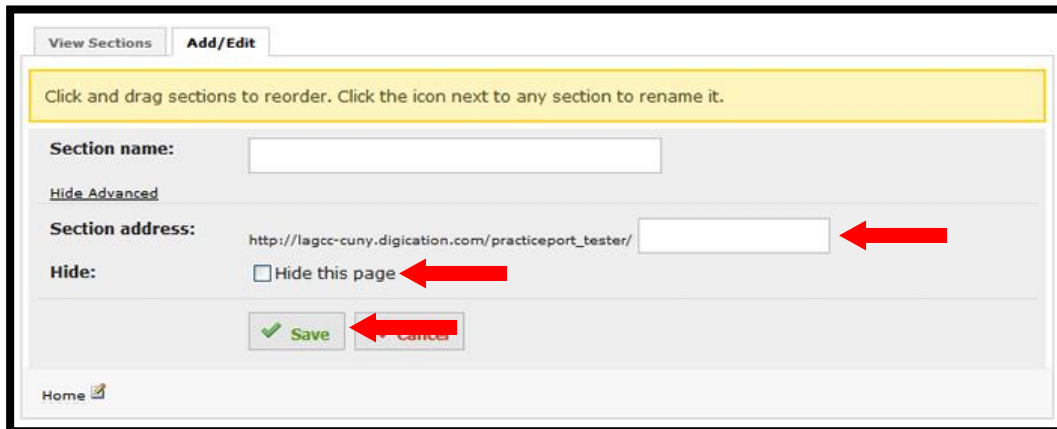 View Sections Add/Edit
Click and drag sections to reorder. Click the icon next to any section to rename it.
Section name:
Hide Advanced
Section address: http://lagcc-cuny.digication.com/practiceport_tester/
Hide: Hide this page
Save Cancel
Home